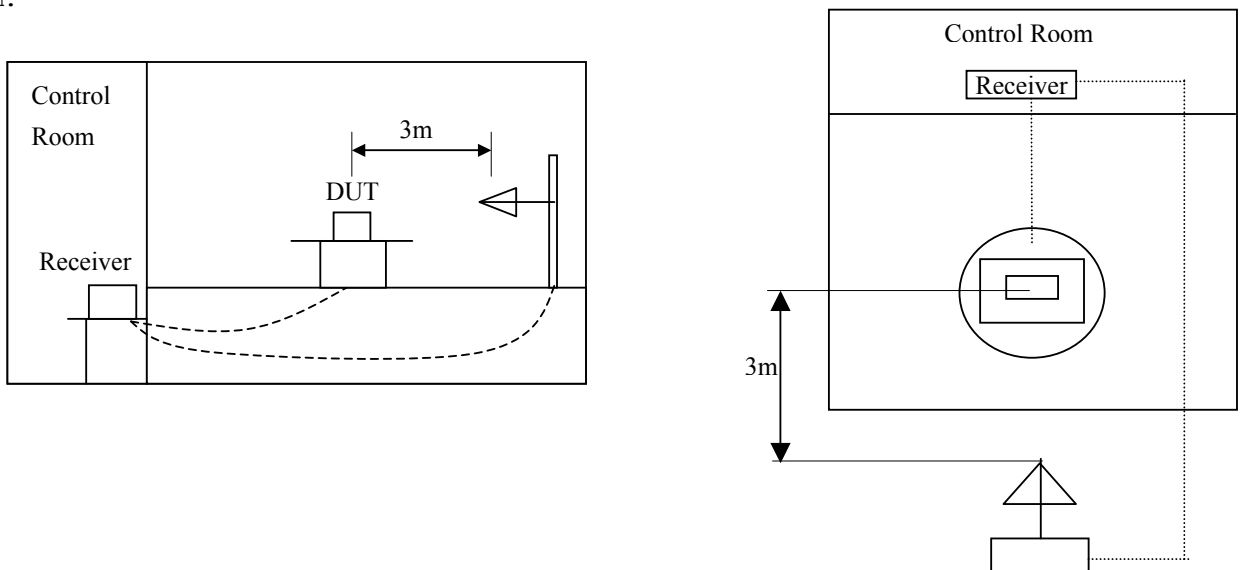 Control
Room
3m
DUT
Receiver
Control Room
Receiver
3m